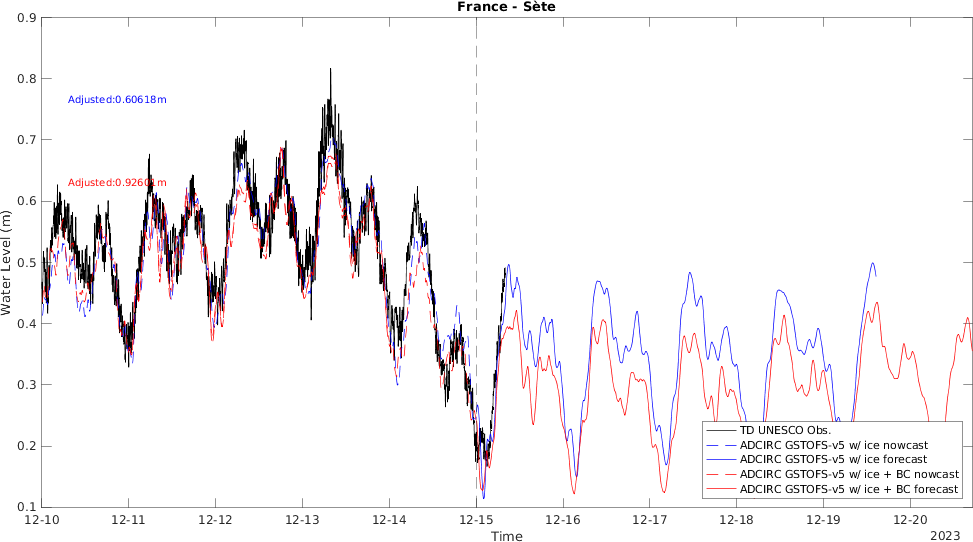 France - Sète
0.9
0.8
0.7
0.6
0.5
0.4
0.3
0.2
0.1
Water Level (m)
Adjusted:0.60618m
TD UNESCO Obs.
ADCIRC GSTOFS-v5 w/ ice nowcast
ADCIRC GSTOFS-v5 w/ ice forecast
ADCIRC GSTOFS-v5 w/ ice + BC nowcast
ADCIRC GSTOFS-v5 w/ ice + BC forecast
12-10 12-11 12-12 12-13 12-14 12-15 12-16 12-17 12-18 12-19 12-20
Time
2023